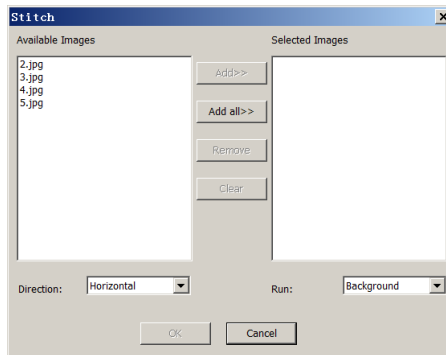 Stitch
Available Images
Selected Images
2.jpg
3.jpg
4.jpg
5.jpg
Add>>
Add all>>
Remove
Clear
Direction:
Horizontal
Run:
Background
OK
Cancel